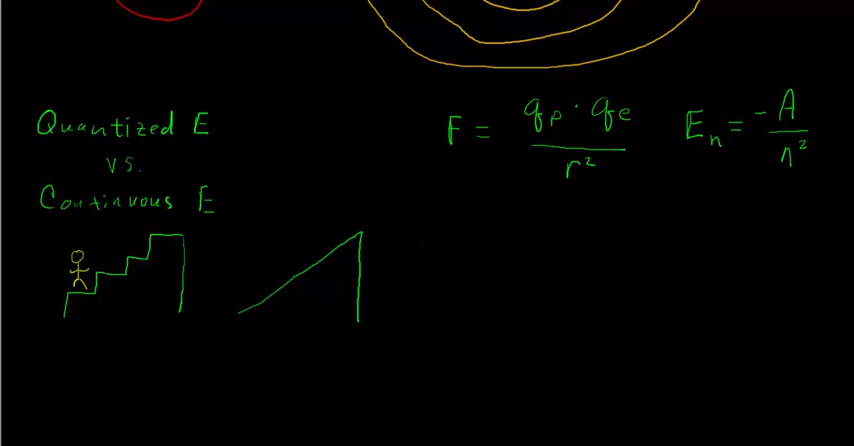 Quantized E
vs.
Continuous E
F = qp · qe / r²
En = -A / n²